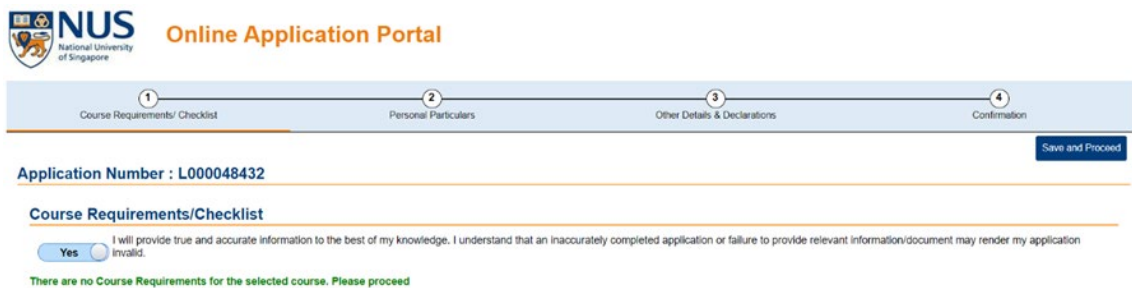 NUS
National University
of Singapore
Online Application Portal
1
Course Requirements/ Checklist
2
Personal Particulars
3
Other Details & Declarations
4
Confirmation
Save and Proceed
Application Number : L000048432
Course Requirements/Checklist
Yes
I will provide true and accurate information to the best of my knowledge. I understand that an inaccurately completed application or failure to provide relevant information/document may render my application
invalid.
There are no Course Requirements for the selected course. Please proceed